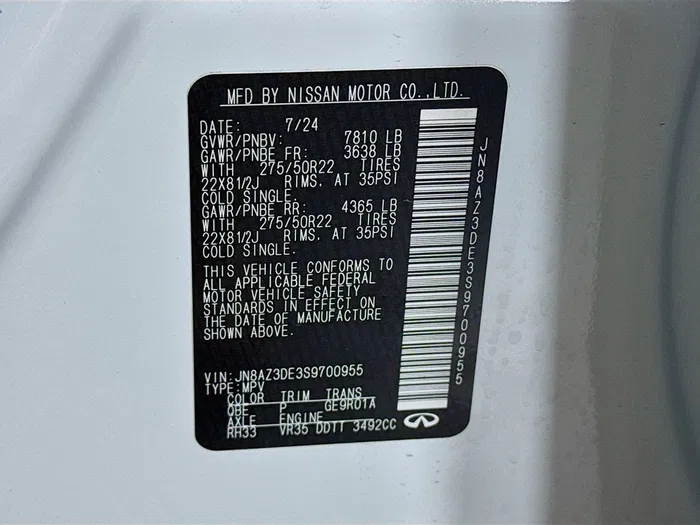 MFD BY NISSAN MOTOR CO.,LTD.
DATE: 7/24
GVWR/PNBV: 7810 LB
GAWR/PNBE FR: 3638 LB
WITH 275/50R22 TIRES
22X81/2J RIMS. AT 35PSI
COLD SINGLE.
GAWR/PNBE RR: 4365 LB
WITH 275/50R22 TIRES
22X81/2J RIMS. AT 35PSI
COLD SINGLE.
THIS VEHICLE CONFORMS TO
ALL APPLICABLE FEDERAL
MOTOR VEHICLE SAFETY
STANDARDS IN EFFECT ON
THE DATE OF MANUFACTURE
SHOWN ABOVE.
VIN:JN8AZ3DE3S9700955
TYPE:MPV
COLOR TRIM TRANS
QBE P GE9R01A
AXLE ENGINE
RH33 VR35 DDTT 3492CC
JN8AZ3DE3S9700955